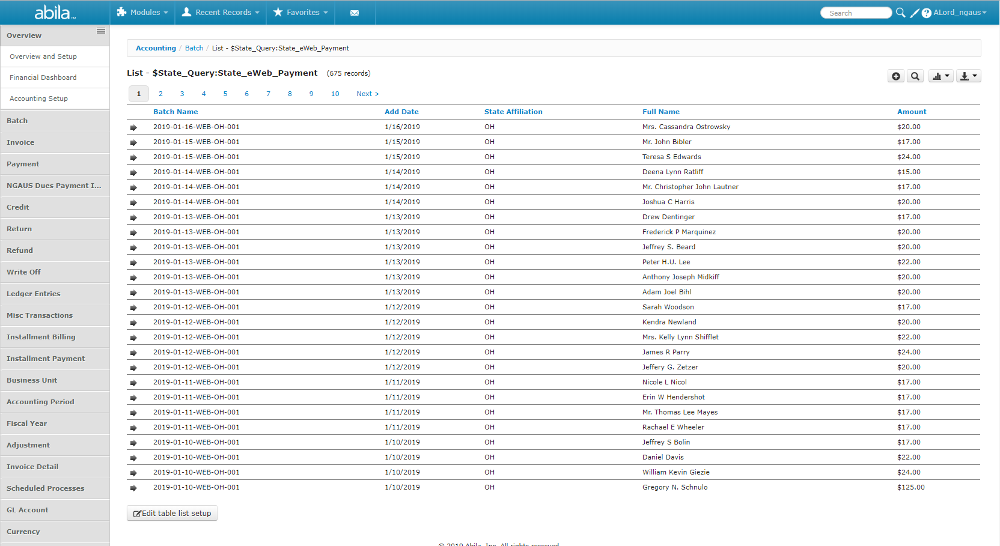 abila™ Modules Recent Records Favorites Search ALord_ngaus
Overview
Overview and Setup
Financial Dashboard
Accounting Setup
Batch
Invoice
Payment
NGAUS Dues Payment I...
Credit
Return
Refund
Write Off
Ledger Entries
Misc Transactions
Installment Billing
Installment Payment
Business Unit
Accounting Period
Fiscal Year
Adjustment
Invoice Detail
Scheduled Processes
GL Account
Currency
Accounting / Batch / List - $State_Query:State_eWeb_Payment
List - $State_Query:State_eWeb_Payment (675 records)
1 2 3 4 5 6 7 8 9 10 Next >
Batch Name Add Date State Affiliation Full Name Amount
2019-01-16-WEB-OH-001 1/16/2019 OH Mrs. Cassandra Ostrowsky $20.00
2019-01-15-WEB-OH-001 1/15/2019 OH Mr. John Bibler $17.00
2019-01-15-WEB-OH-001 1/15/2019 OH Teresa S Edwards $24.00
2019-01-14-WEB-OH-001 1/14/2019 OH Deena Lynn Ratliff $15.00
2019-01-14-WEB-OH-001 1/14/2019 OH Mr. Christopher John Lautner $17.00
2019-01-14-WEB-OH-001 1/14/2019 OH Joshua C Harris $20.00
2019-01-13-WEB-OH-001 1/13/2019 OH Drew Dentinger $17.00
2019-01-13-WEB-OH-001 1/13/2019 OH Frederick P Marquinez $20.00
2019-01-13-WEB-OH-001 1/13/2019 OH Jeffrey S. Beard $20.00
2019-01-13-WEB-OH-001 1/13/2019 OH Peter H.U. Lee $22.00
2019-01-13-WEB-OH-001 1/13/2019 OH Anthony Joseph Midkiff $20.00
2019-01-13-WEB-OH-001 1/13/2019 OH Adam Joel Bihl $20.00
2019-01-12-WEB-OH-001 1/12/2019 OH Sarah Woodson $17.00
2019-01-12-WEB-OH-001 1/12/2019 OH Kendra Newland $20.00
2019-01-12-WEB-OH-001 1/12/2019 OH Mrs. Kelly Lynn Shifflet $22.00
2019-01-12-WEB-OH-001 1/12/2019 OH James R Parry $24.00
2019-01-12-WEB-OH-001 1/12/2019 OH Jeffery G. Zetzer $20.00
2019-01-11-WEB-OH-001 1/11/2019 OH Nicole L Nicol $17.00
2019-01-11-WEB-OH-001 1/11/2019 OH Erin W Hendershot $17.00
2019-01-11-WEB-OH-001 1/11/2019 OH Mr. Thomas Lee Mayes $17.00
2019-01-11-WEB-OH-001 1/11/2019 OH Rachael E Wheeler $17.00
2019-01-10-WEB-OH-001 1/10/2019 OH Jeffrey S Bolin $17.00
2019-01-10-WEB-OH-001 1/10/2019 OH Daniel Davis $22.00
2019-01-10-WEB-OH-001 1/10/2019 OH William Kevin Giezie $24.00
2019-01-10-WEB-OH-001 1/10/2019 OH Gregory N. Schnulo $125.00
Edit table list setup
© 2019 Abila, Inc. All rights reserved.